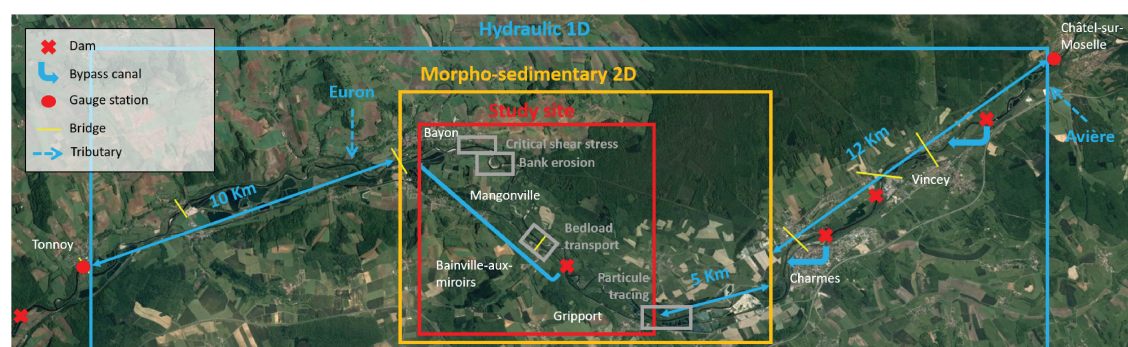 Dam
Bypass canal
Gauge station
Bridge
Tributary
Hydraulic 1D
Châtel-sur-
Moselle
Morpho-sedimentary 2D
Euron
Study site
Bayon
Critical shear stress
Bank erosion
Avière
12 Km
Vincey
10 Km
Mangonville
Tonnoy
Bedload
transport
Bainville-aux-
miroirs
Particule
tracing
5 Km
Charmes
Gripport